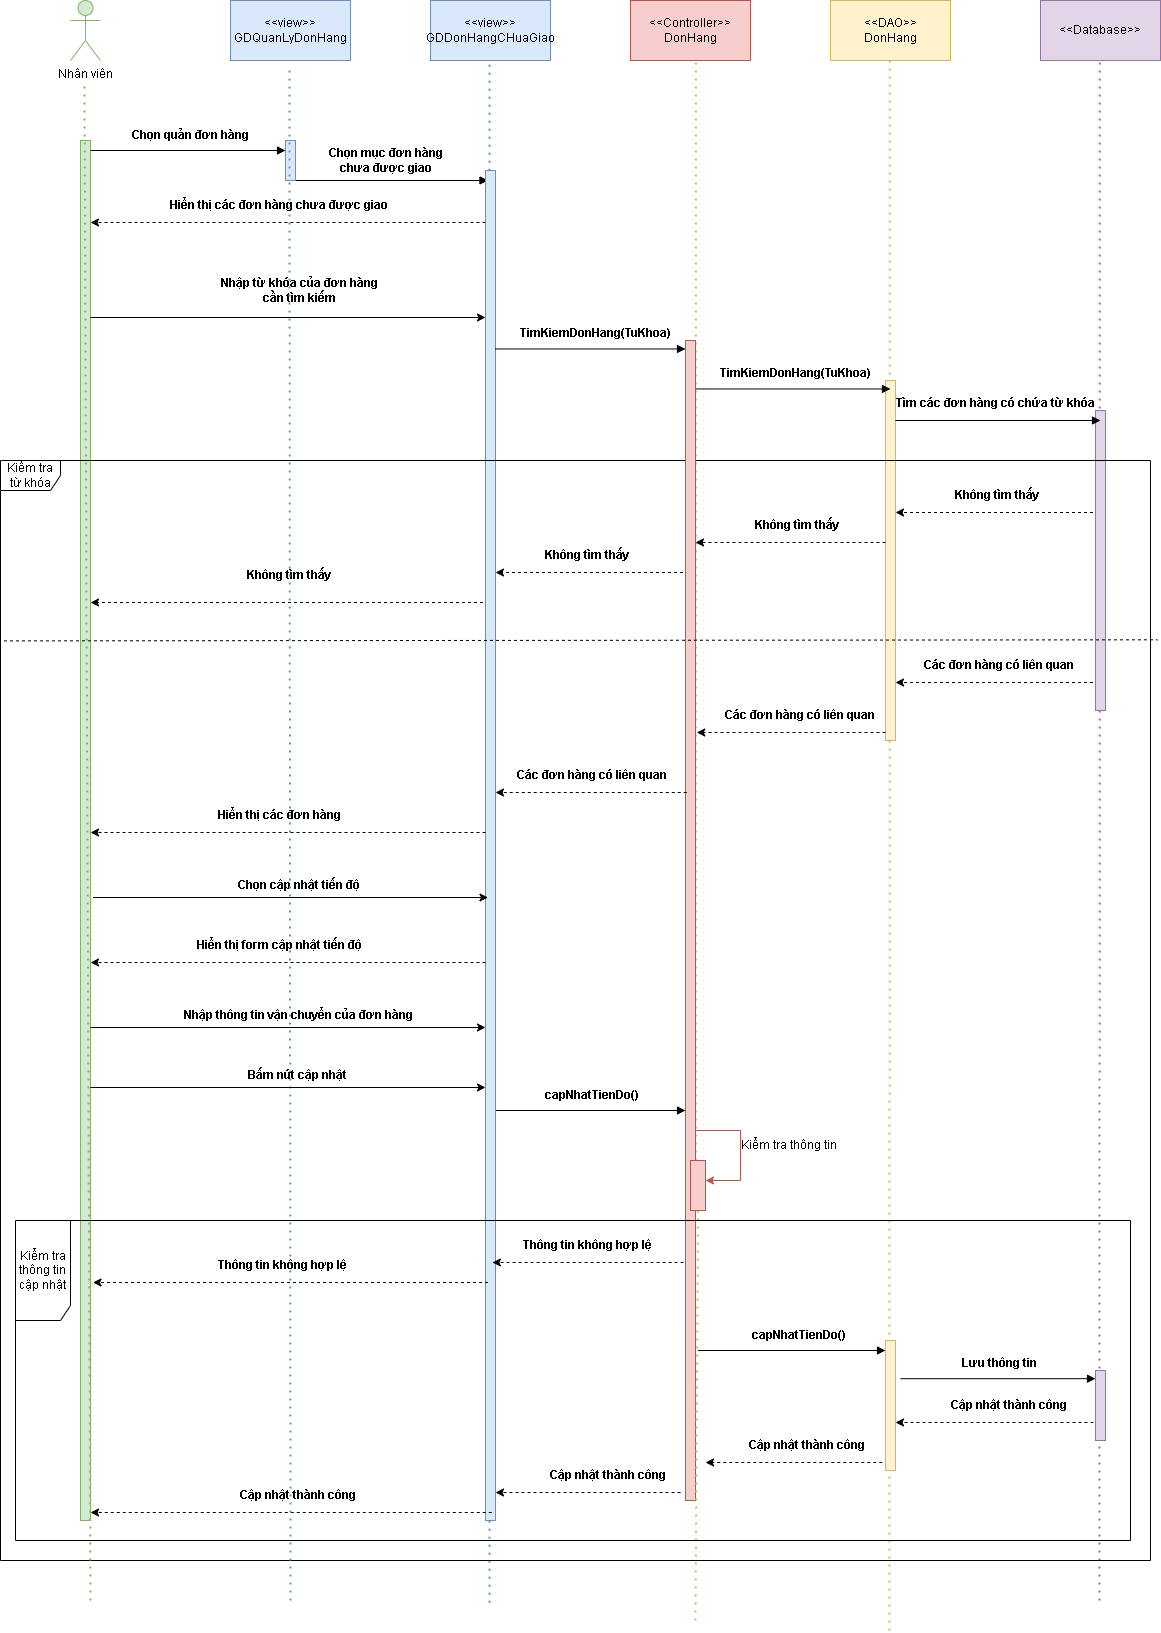 Nhân viên
<<view>>
GDQuanLyDonHang
<<view>>
GDDonHangCHuaGiao
<<Controller>>
DonHang
<<DAO>>
DonHang
<<Database>>
Chọn quản đơn hàng
Chọn mục đơn hàng
chưa được giao
Hiển thị các đơn hàng chưa được giao
Nhập từ khóa của đơn hàng
cần tìm kiếm
TimKiemDonHang(TuKhoa)
TimKiemDonHang(TuKhoa)
Tìm các đơn hàng có chứa từ khóa
Kiểm tra
từ khóa
Không tìm thấy
Không tìm thấy
Không tìm thấy
Không tìm thấy
Các đơn hàng có liên quan
Các đơn hàng có liên quan
Các đơn hàng có liên quan
Hiển thị các đơn hàng
Chọn cập nhật tiến độ
Hiển thị form cập nhật tiến độ
Nhập thông tin vận chuyển của đơn hàng
Bấm nút cập nhật
capNhatTienDo()
Kiểm tra thông tin
Kiểm tra
thông tin
cập nhật
Thông tin không hợp lệ
Thông tin không hợp lệ
capNhatTienDo()
Lưu thông tin
Cập nhật thành công
Cập nhật thành công
Cập nhật thành công
Cập nhật thành công